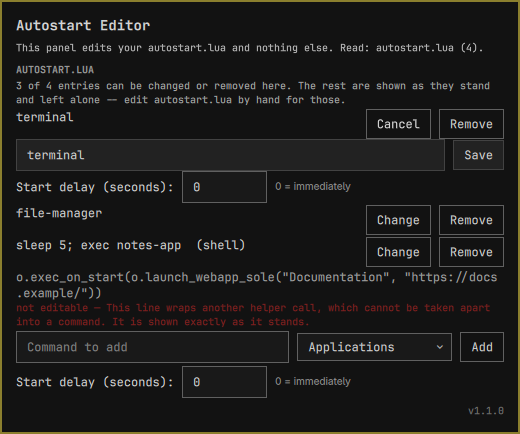 Autostart Editor
This panel edits your autostart.lua and nothing else. Read: autostart.lua (4).
AUTOSTART.LUA
3 of 4 entries can be changed or removed here. The rest are shown as they stand
and left alone — edit autostart.lua by hand for those.
terminal
Cancel
Remove
terminal
Save
Start delay (seconds): 0 0 = immediately
file-manager
Change
Remove
sleep 5; exec notes-app (shell)
Change
Remove
o.exec_on_start(o.launch_webapp_sole("Documentation", "https://docs
.example/"))
not editable — This line wraps another helper call, which cannot be taken apart
into a command. It is shown exactly as it stands.
Command to add
Applications
Add
Start delay (seconds): 0 0 = immediately
v1.1.0